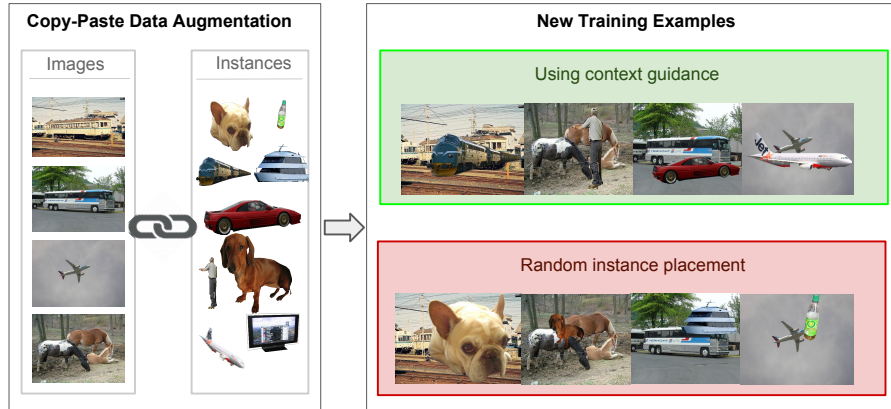 Copy-Paste Data Augmentation
Images
Instances
New Training Examples
Using context guidance
Random instance placement